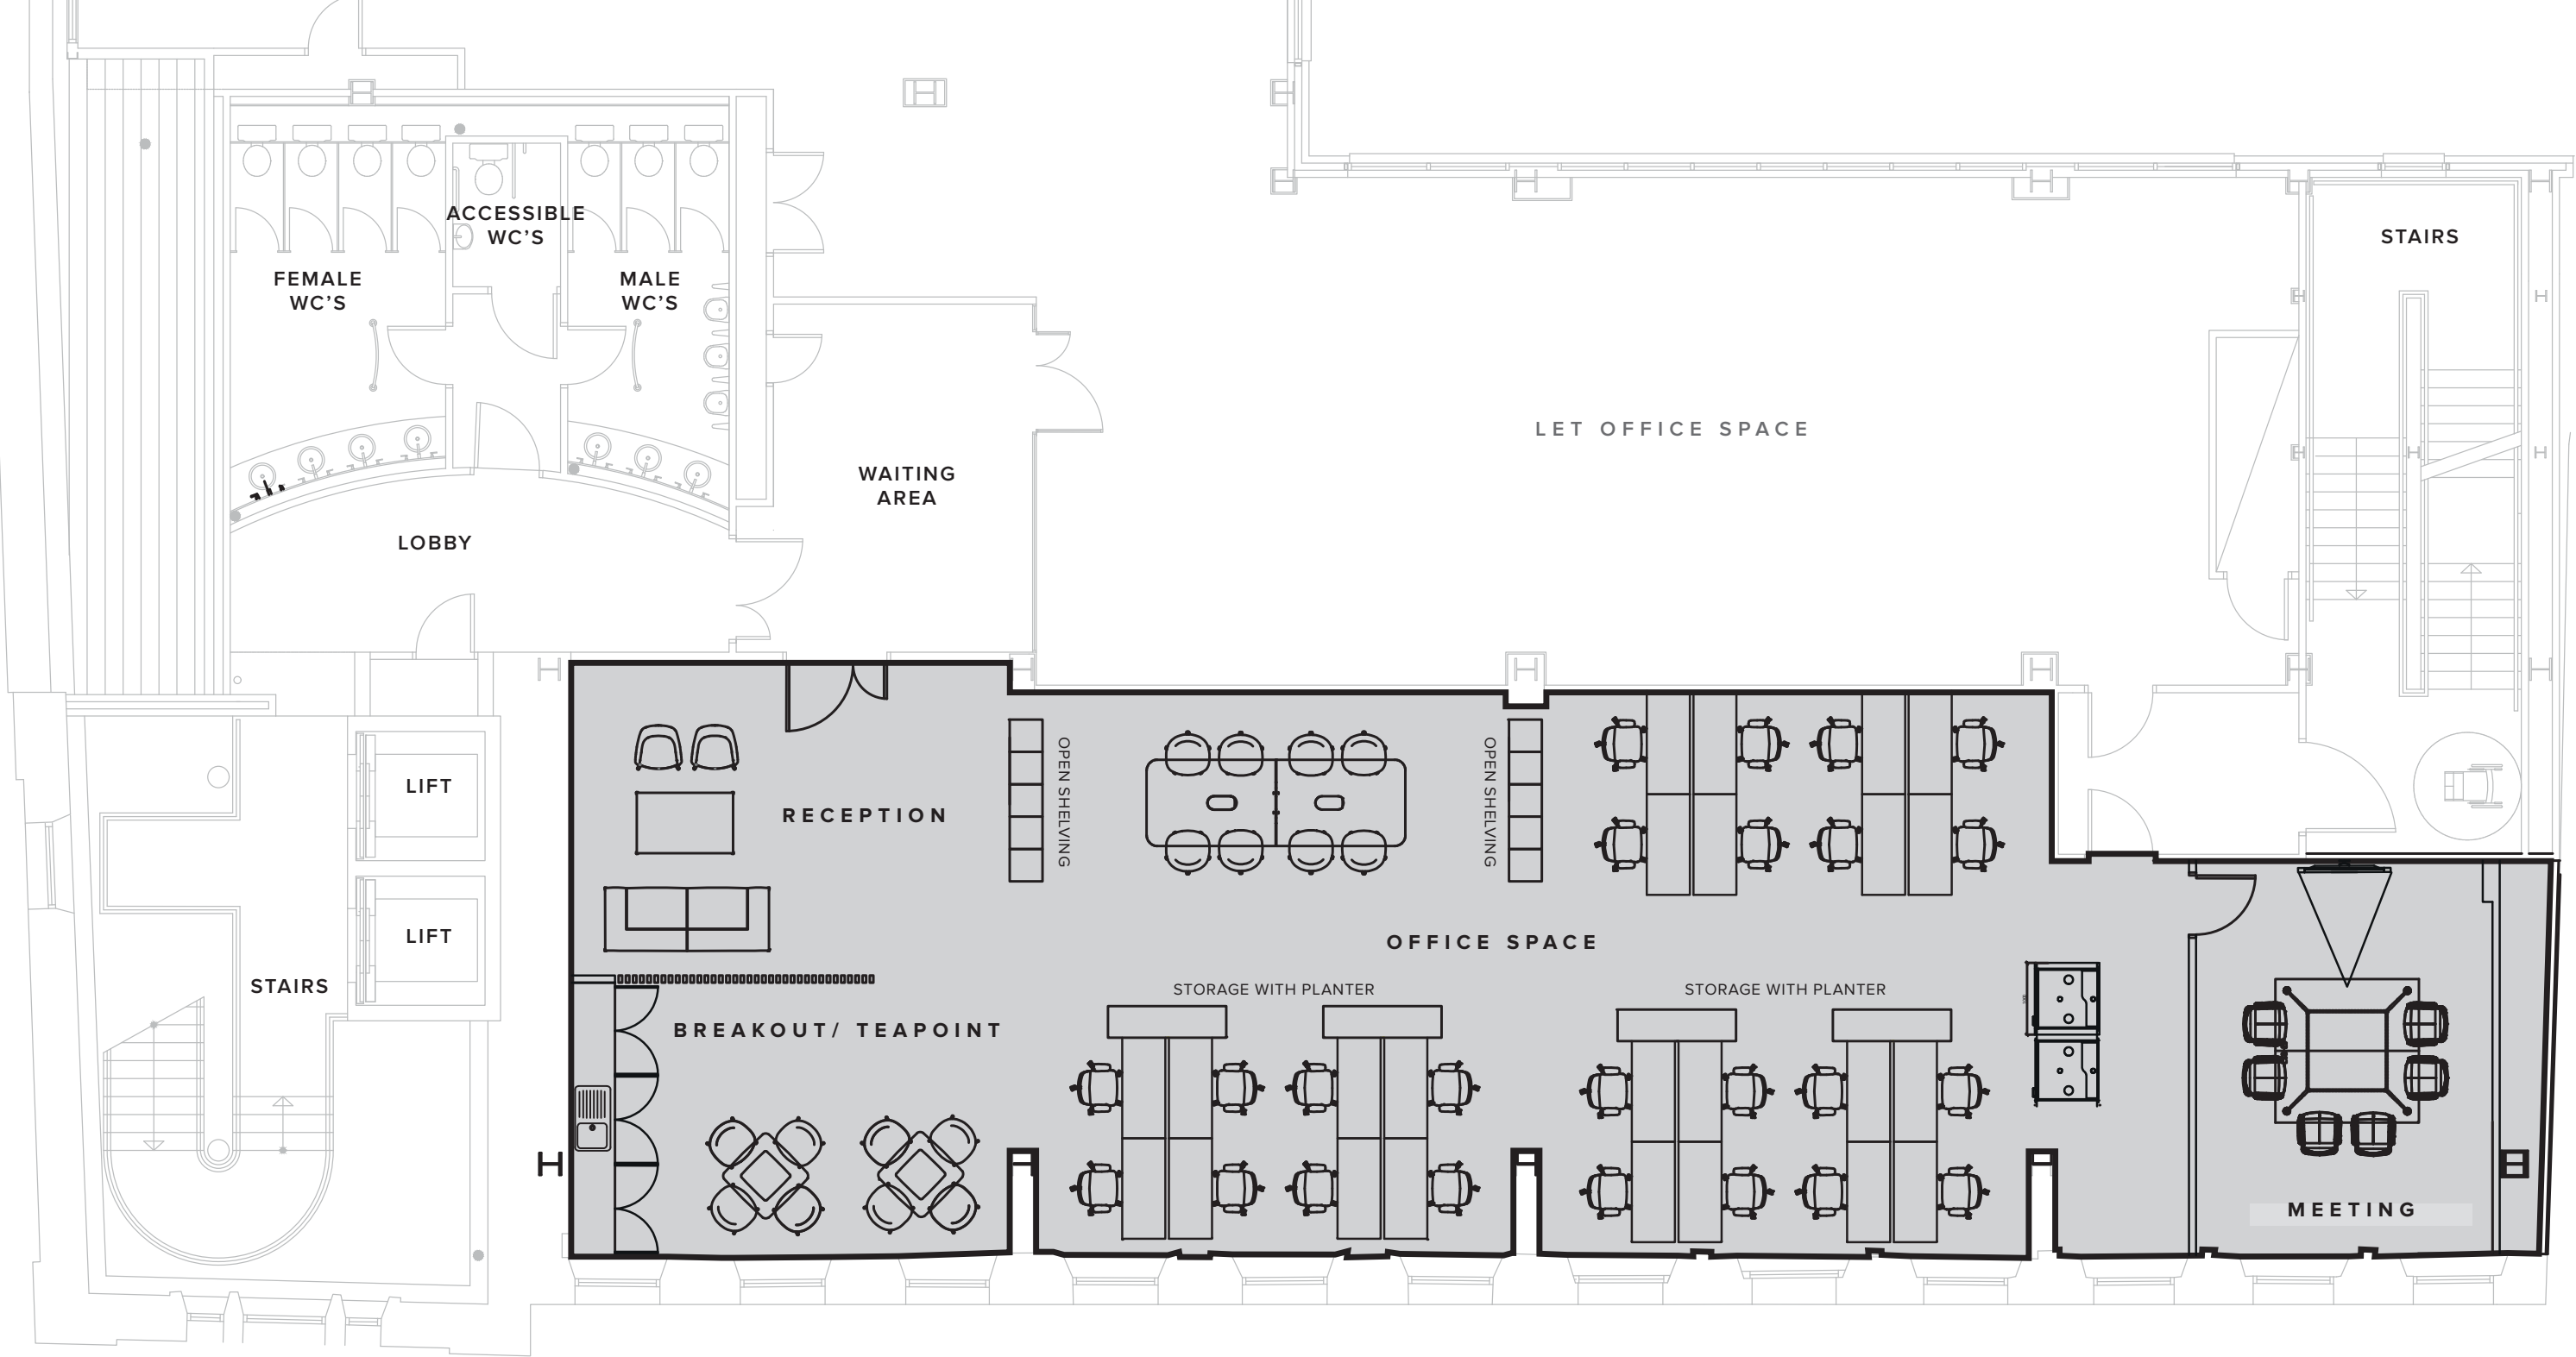 ACCESSIBLE
WC'S
FEMALE
WC'S
MALE
WC'S
STAIRS
LET OFFICE SPACE
WAITING
AREA
LOBBY
LIFT
LIFT
STAIRS
RECEPTION
OPEN SHELVING
OPEN SHELVING
OFFICE SPACE
STORAGE WITH PLANTER
STORAGE WITH PLANTER
BREAKOUT/ TEAPOINT
MEETING